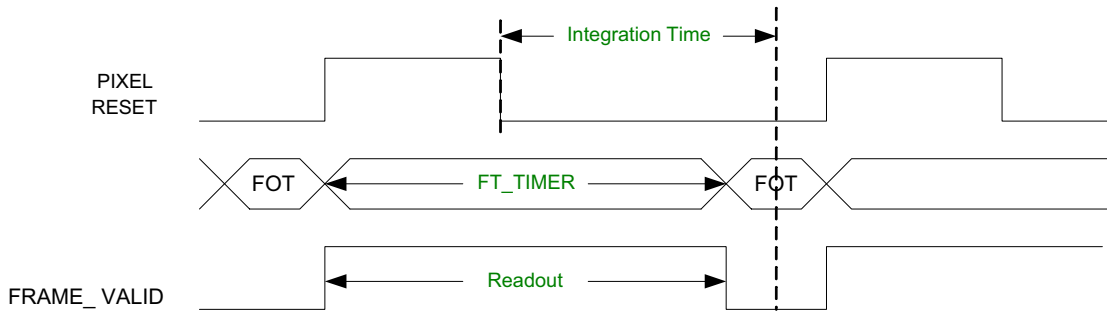 Integration Time
PIXEL
RESET
FOT
FT_TIMER
FOT
Readout
FRAME_ VALID